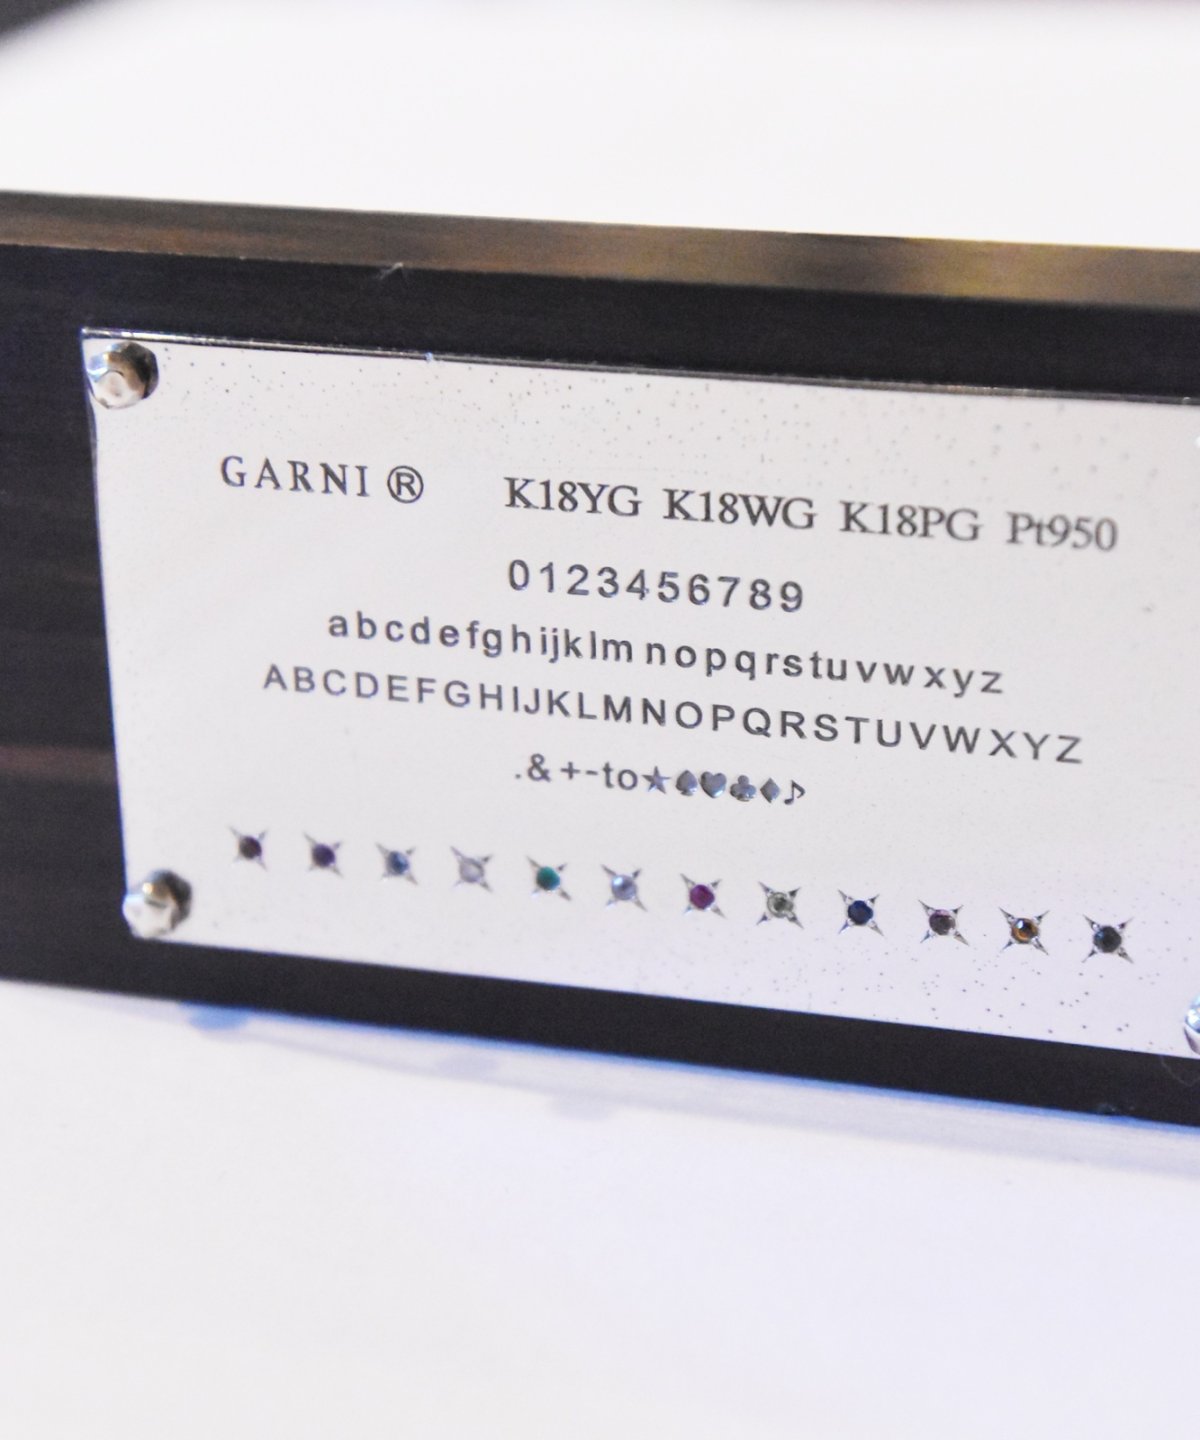 GARNI ® K18YG K18WG K18PG Pt950
0123456789
abcdefghijklmnopqrstuvwxyz
ABCDEFGHIJKLMNOPQRSTUVWXYZ
.&+-to★♠♥♣♦♪